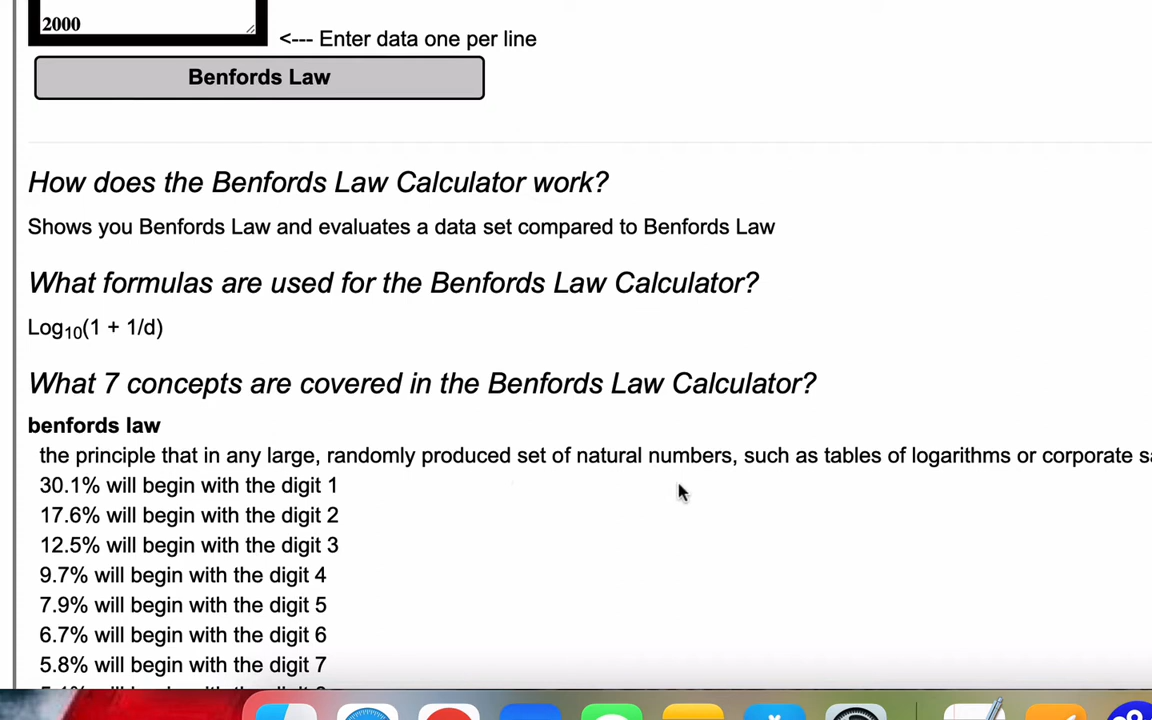 2000
<--- Enter data one per line
Benfords Law
How does the Benfords Law Calculator work?
Shows you Benfords Law and evaluates a data set compared to Benfords Law
What formulas are used for the Benfords Law Calculator?
Log10(1 + 1/d)
What 7 concepts are covered in the Benfords Law Calculator?
benfords law
the principle that in any large, randomly produced set of natural numbers, such as tables of logarithms or corporate
30.1% will begin with the digit 1
17.6% will begin with the digit 2
12.5% will begin with the digit 3
9.7% will begin with the digit 4
7.9% will begin with the digit 5
6.7% will begin with the digit 6
5.8% will begin with the digit 7